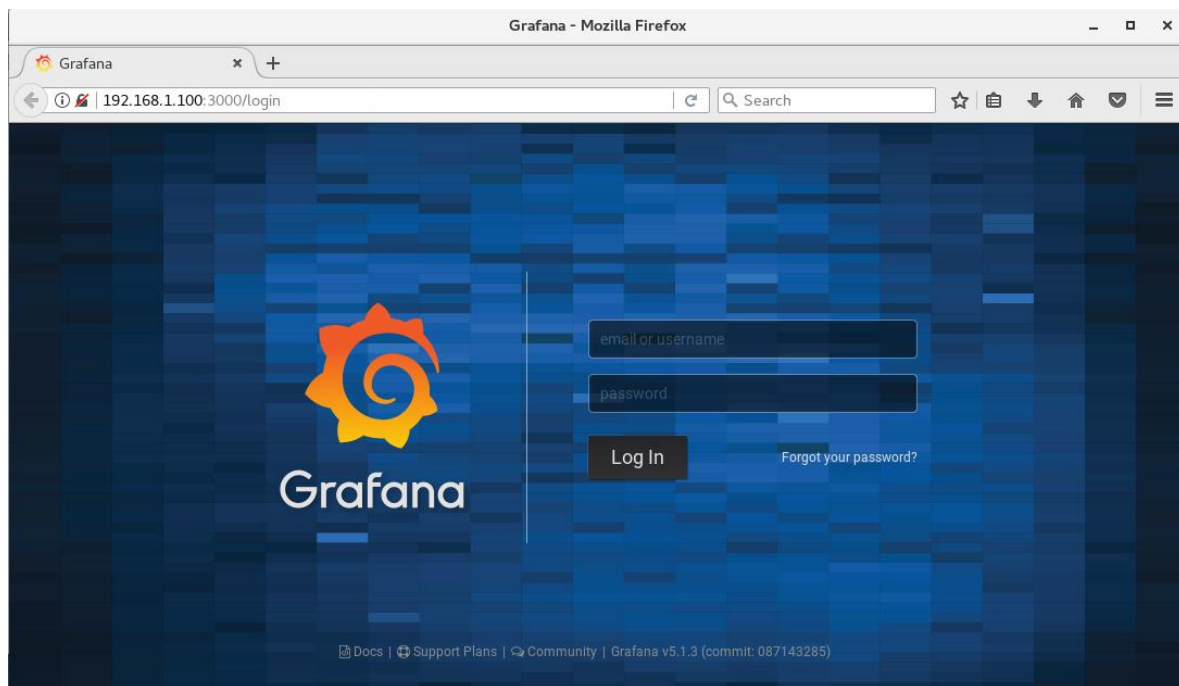 Grafana - Mozilla Firefox
Grafana
192.168.1.100:3000/login
Search
email or username
password
Log In
Forgot your password?
Grafana
Docs | Support Plans | Community | Grafana v5.1.3 (commit: 087143285)